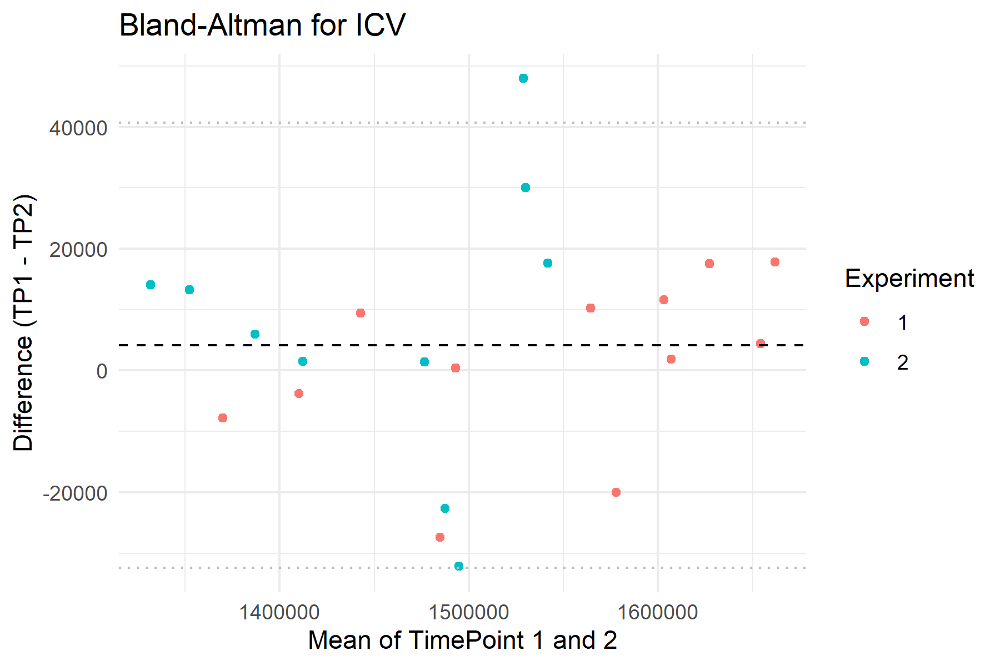 Bland-Altman for ICV
Difference (TP1 - TP2)
40000
20000
0
-20000
1400000
1500000
1600000
Mean of TimePoint 1 and 2
Experiment
1
2